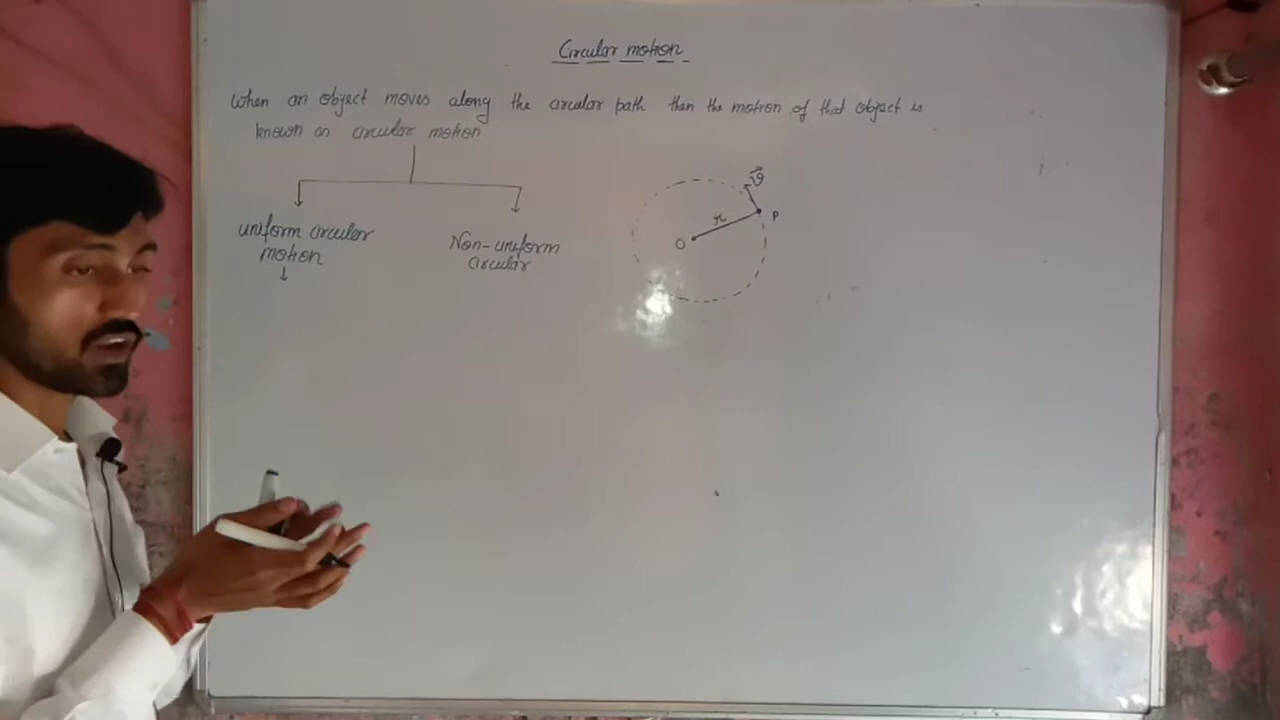 Circular motion
When an object moves along the circular path then the motion of that object is
known as circular motion
uniform circular
motion
Non-uniform
circular
v
P
r
O